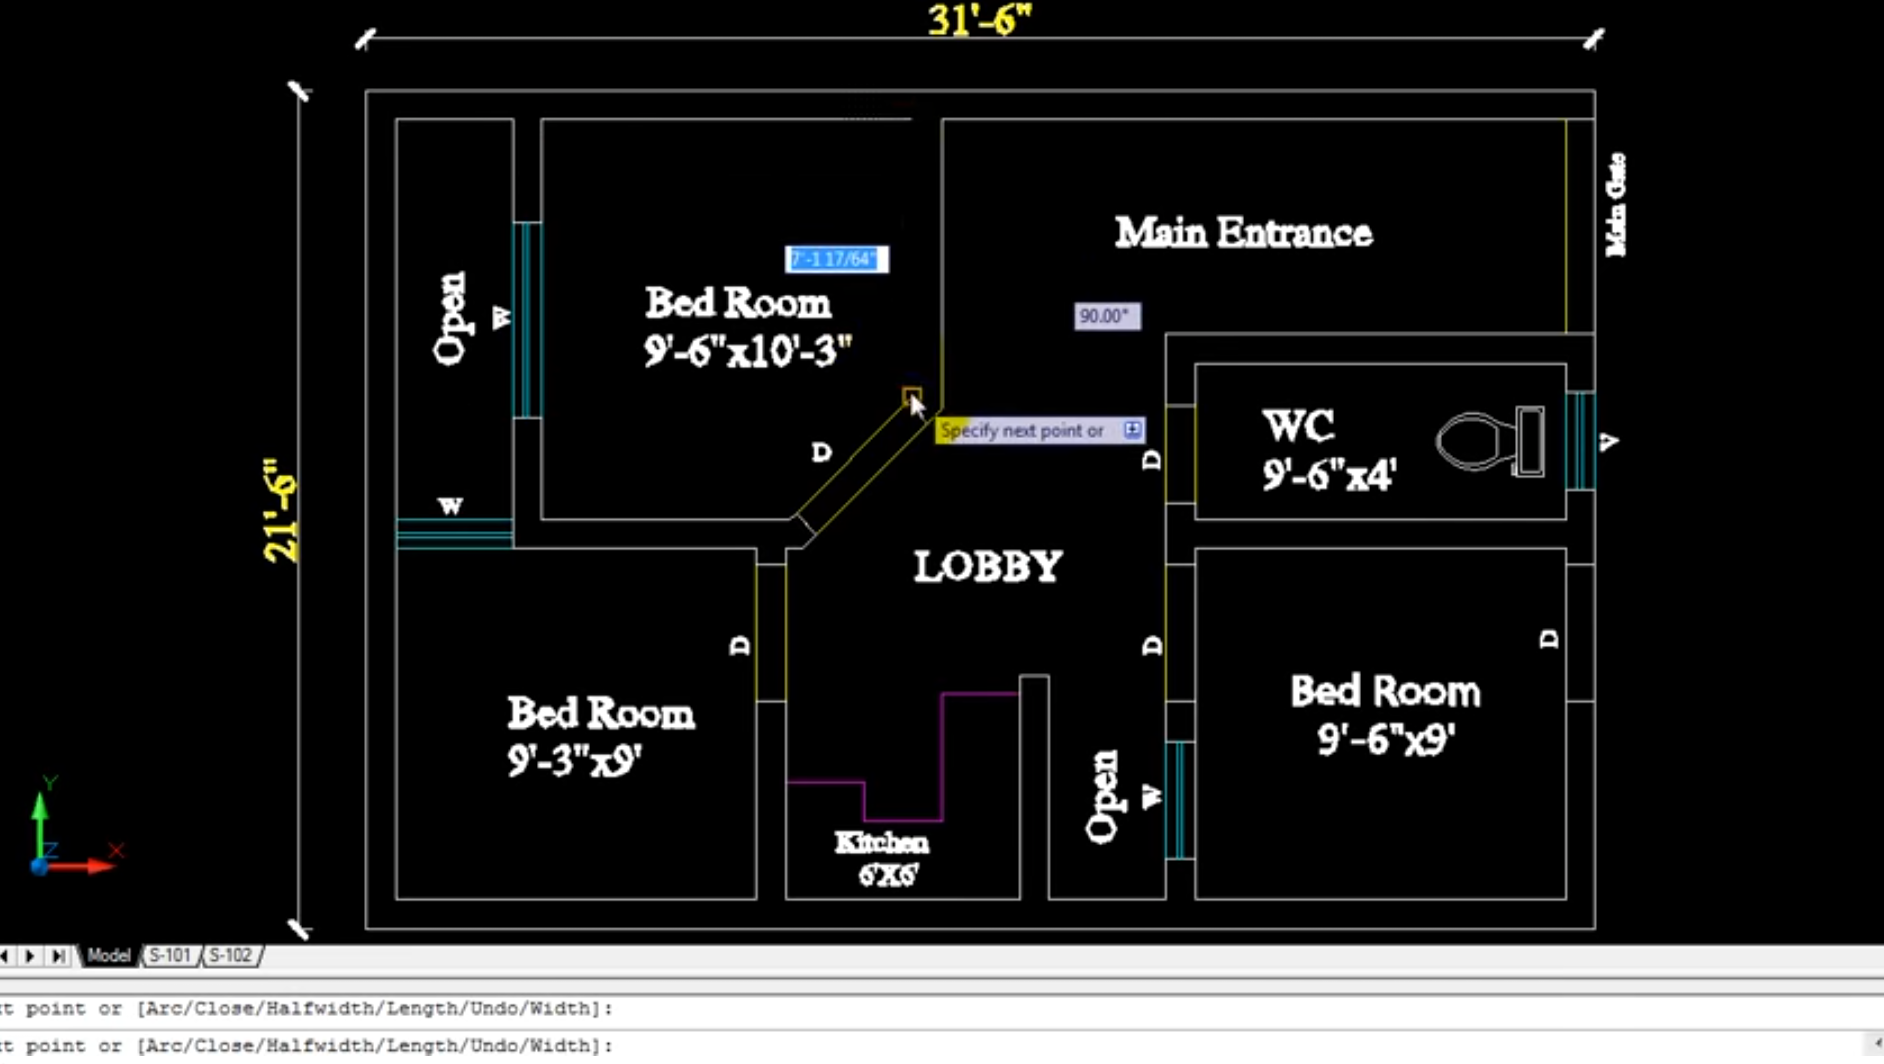 31'-6"
21'-6"
Main Gate
Main Entrance
7'-1 17/64"
Open
W
Bed Room
9'-6"x10'-3"
90.00°
Specify next point or
D
D
WC
9'-6"x4'
V
W
LOBBY
D
D
D
Bed Room
9'-3"x9'
Bed Room
9'-6"x9'
Open
W
Kitchen
6'X6'
Y
Z
X
Model
S-101
S-102
xt point or [Arc/Close/Halfwidth/Length/Undo/Width]:
xt point or [Arc/Close/Halfwidth/Length/Undo/Width]: